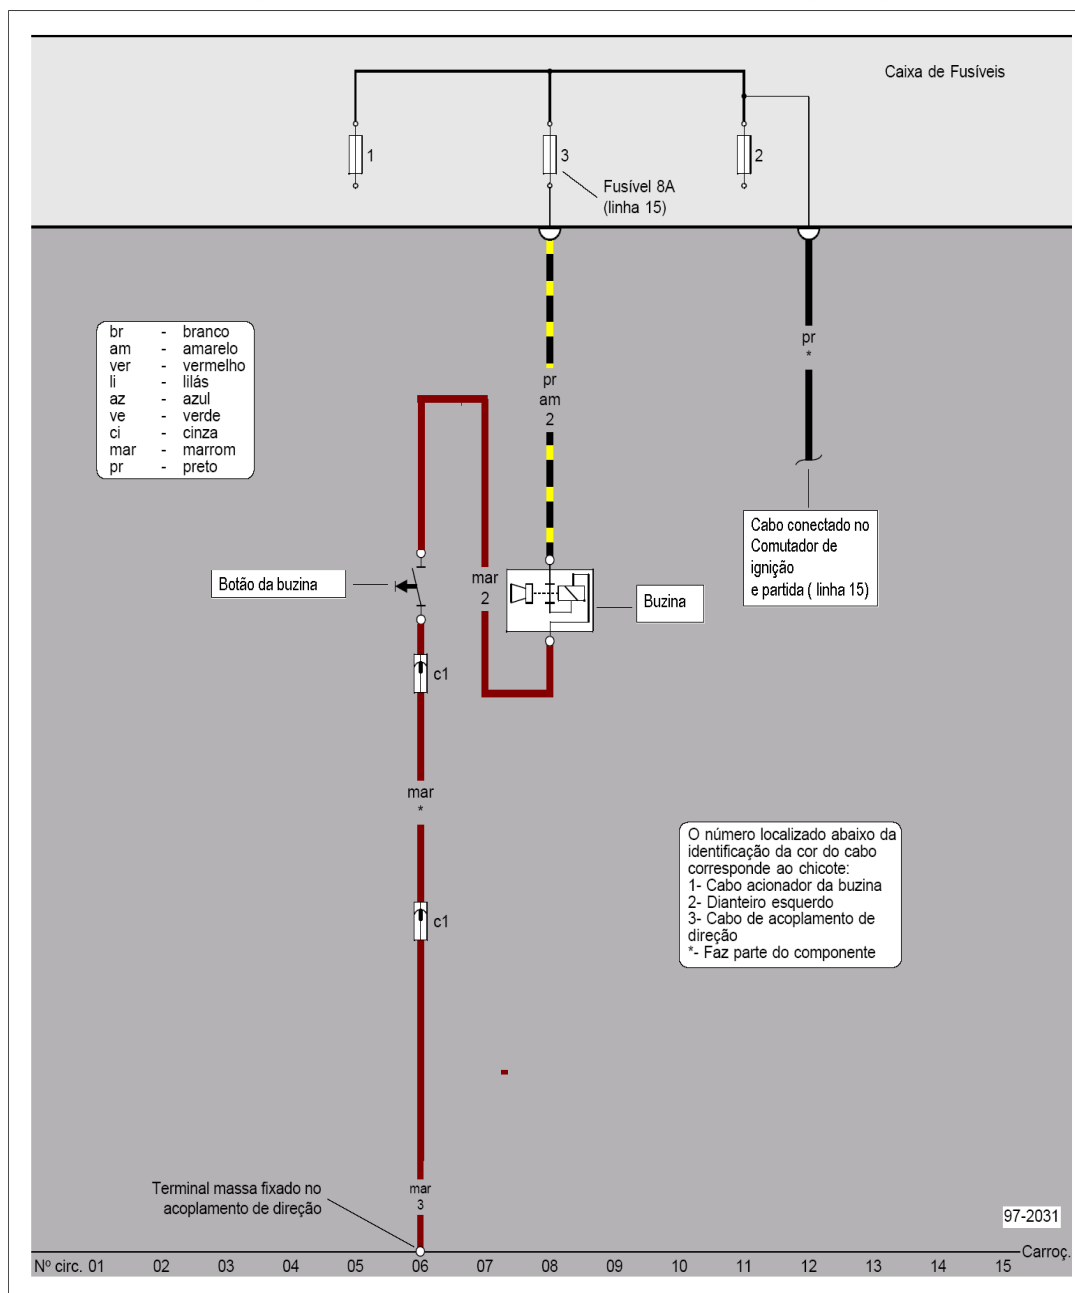 Caixa de Fusíveis
1
3
2
Fusível 8A
(linha 15)
br - branco
am - amarelo
ver - vermelho
li - lilás
az - azul
ve - verde
ci - cinza
mar - marrom
pr - preto
pr
*
pr
am
2
Cabo conectado no
Comutador de
ignição
e partida ( linha 15)
Botão da buzina
mar
2
Buzina
c1
mar
*
O número localizado abaixo da
identificação da cor do cabo
corresponde ao chicote:
1- Cabo acionador da buzina
2- Dianteiro esquerdo
3- Cabo de acoplamento de
direção
*- Faz parte do componente
c1
Terminal massa fixado no
acoplamento de direção
mar
3
97-2031
Carroç.
Nº circ. 01 02 03 04 05 06 07 08 09 10 11 12 13 14 15